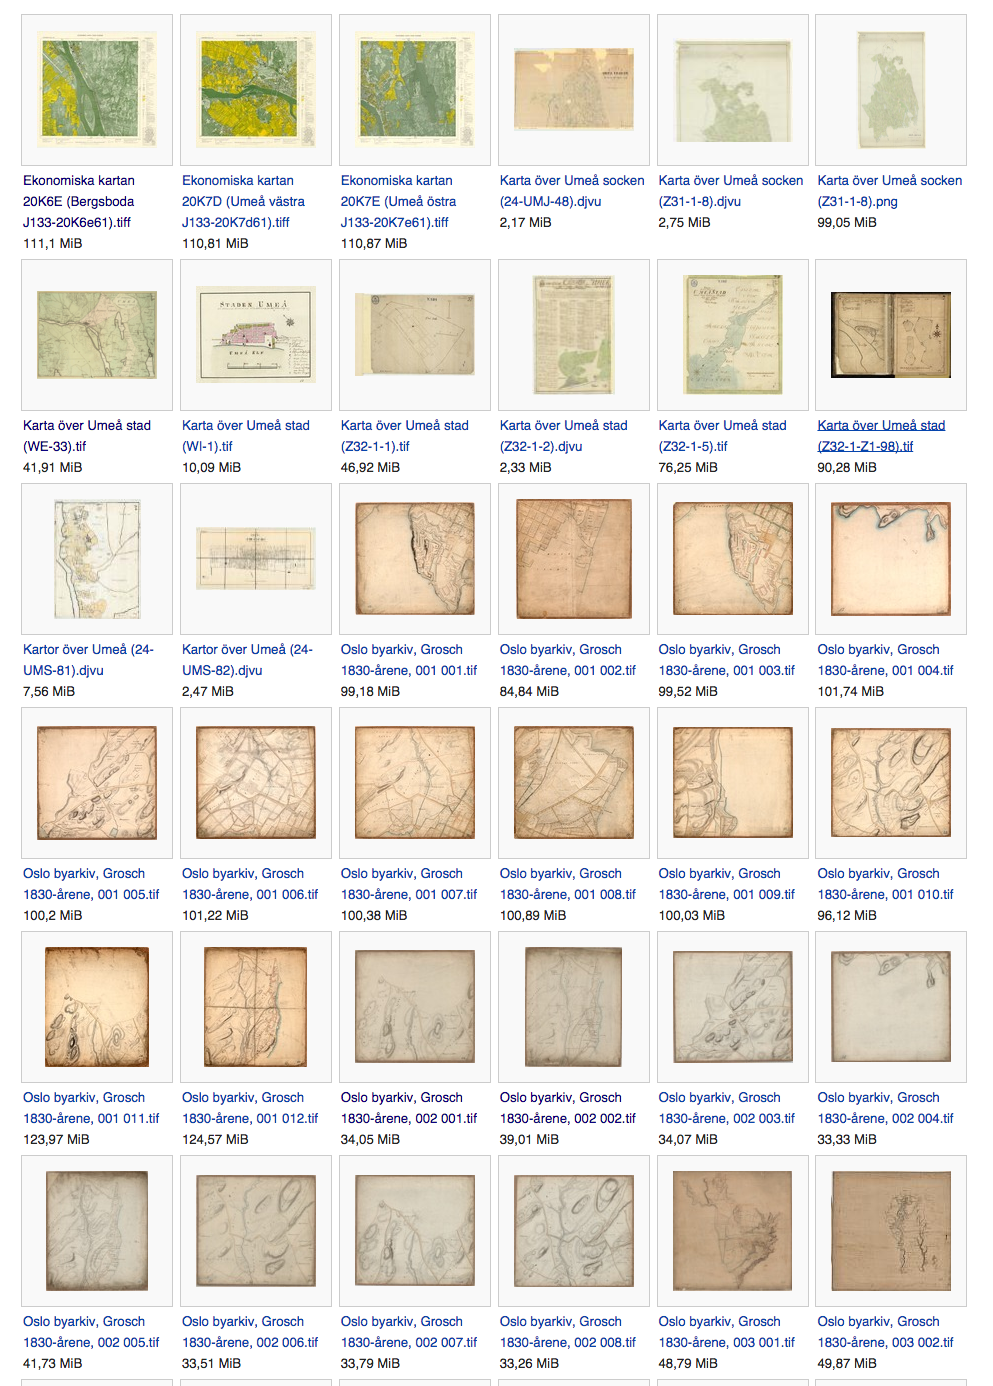 Ekonomiska kartan
20K6E (Bergsboda
J133-20K6e61).tiff
111,1 MiB
Ekonomiska kartan
20K7D (Umeå västra
J133-20K7d61).tiff
110,81 MiB
Ekonomiska kartan
20K7E (Umeå östra
J133-20K7e61).tiff
110,87 MiB
Karta över Umeå socken
(24-UMJ-48).djvu
2,17 MiB
Karta över Umeå socken
(Z31-1-8).djvu
2,75 MiB
Karta över Umeå socken
(Z31-1-8).png
99,05 MiB
STADEN UMEÅ
UMEÅ ELF
Karta över Umeå stad
(WE-33).tif
41,91 MiB
Karta över Umeå stad
(WI-1).tif
10,09 MiB
Karta över Umeå stad
(Z32-1-1).tif
46,92 MiB
Karta över Umeå stad
(Z32-1-2).djvu
2,33 MiB
Karta över Umeå stad
(Z32-1-5).tif
76,25 MiB
Karta över Umeå stad
(Z32-1-Z1-98).tif
90,28 MiB
Kartor över Umeå (24-
UMS-81).djvu
7,56 MiB
Kartor över Umeå (24-
UMS-82).djvu
2,47 MiB
Oslo byarkiv, Grosch
1830-årene, 001 001.tif
99,18 MiB
Oslo byarkiv, Grosch
1830-årene, 001 002.tif
84,84 MiB
Oslo byarkiv, Grosch
1830-årene, 001 003.tif
99,52 MiB
Oslo byarkiv, Grosch
1830-årene, 001 004.tif
101,74 MiB
Oslo byarkiv, Grosch
1830-årene, 001 005.tif
100,2 MiB
Oslo byarkiv, Grosch
1830-årene, 001 006.tif
101,22 MiB
Oslo byarkiv, Grosch
1830-årene, 001 007.tif
100,38 MiB
Oslo byarkiv, Grosch
1830-årene, 001 008.tif
100,89 MiB
Oslo byarkiv, Grosch
1830-årene, 001 009.tif
100,03 MiB
Oslo byarkiv, Grosch
1830-årene, 001 010.tif
96,12 MiB
Oslo byarkiv, Grosch
1830-årene, 001 011.tif
123,97 MiB
Oslo byarkiv, Grosch
1830-årene, 001 012.tif
124,57 MiB
Oslo byarkiv, Grosch
1830-årene, 002 001.tif
34,05 MiB
Oslo byarkiv, Grosch
1830-årene, 002 002.tif
39,01 MiB
Oslo byarkiv, Grosch
1830-årene, 002 003.tif
34,07 MiB
Oslo byarkiv, Grosch
1830-årene, 002 004.tif
33,33 MiB
Oslo byarkiv, Grosch
1830-årene, 002 005.tif
41,73 MiB
Oslo byarkiv, Grosch
1830-årene, 002 006.tif
33,51 MiB
Oslo byarkiv, Grosch
1830-årene, 002 007.tif
33,79 MiB
Oslo byarkiv, Grosch
1830-årene, 002 008.tif
33,26 MiB
Oslo byarkiv, Grosch
1830-årene, 003 001.tif
48,79 MiB
Oslo byarkiv, Grosch
1830-årene, 003 002.tif
49,87 MiB